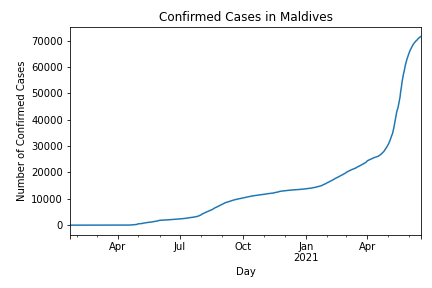 Confirmed Cases in Maldives
70000
60000
50000
40000
30000
20000
10000
0
Number of Confirmed Cases
Apr Jul Oct Jan Apr
2021
Day